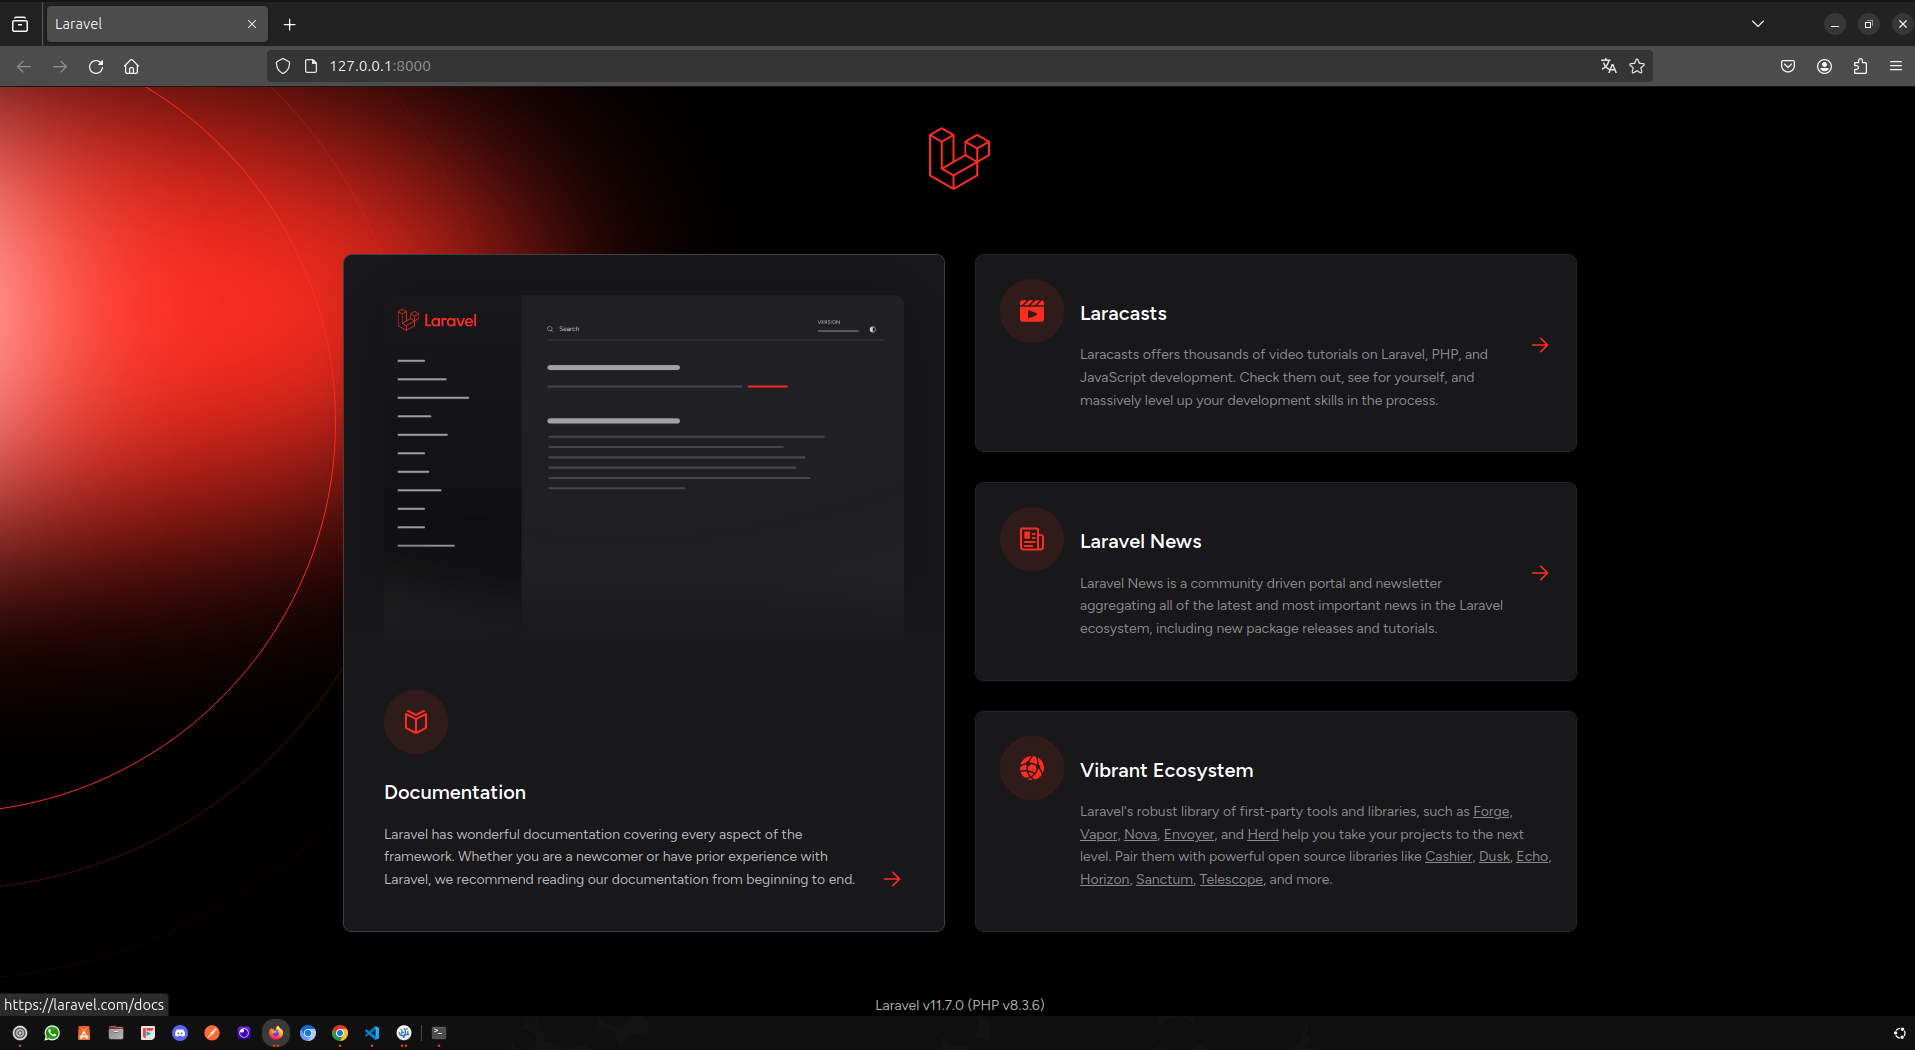 Laravel
127.0.0.1:8000
Laravel
Search
VERSION
Documentation
Laravel has wonderful documentation covering every aspect of the
framework. Whether you are a newcomer or have prior experience with
Laravel, we recommend reading our documentation from beginning to end.
Laracasts
Laracasts offers thousands of video tutorials on Laravel, PHP, and
JavaScript development. Check them out, see for yourself, and
massively level up your development skills in the process.
Laravel News
Laravel News is a community driven portal and newsletter
aggregating all of the latest and most important news in the Laravel
ecosystem, including new package releases and tutorials.
Vibrant Ecosystem
Laravel's robust library of first-party tools and libraries, such as Forge,
Vapor, Nova, Envoyer, and Herd help you take your projects to the next
level. Pair them with powerful open source libraries like Cashier, Dusk, Echo,
Horizon, Sanctum, Telescope, and more.
Laravel v11.7.0 (PHP v8.3.6)
https://laravel.com/docs